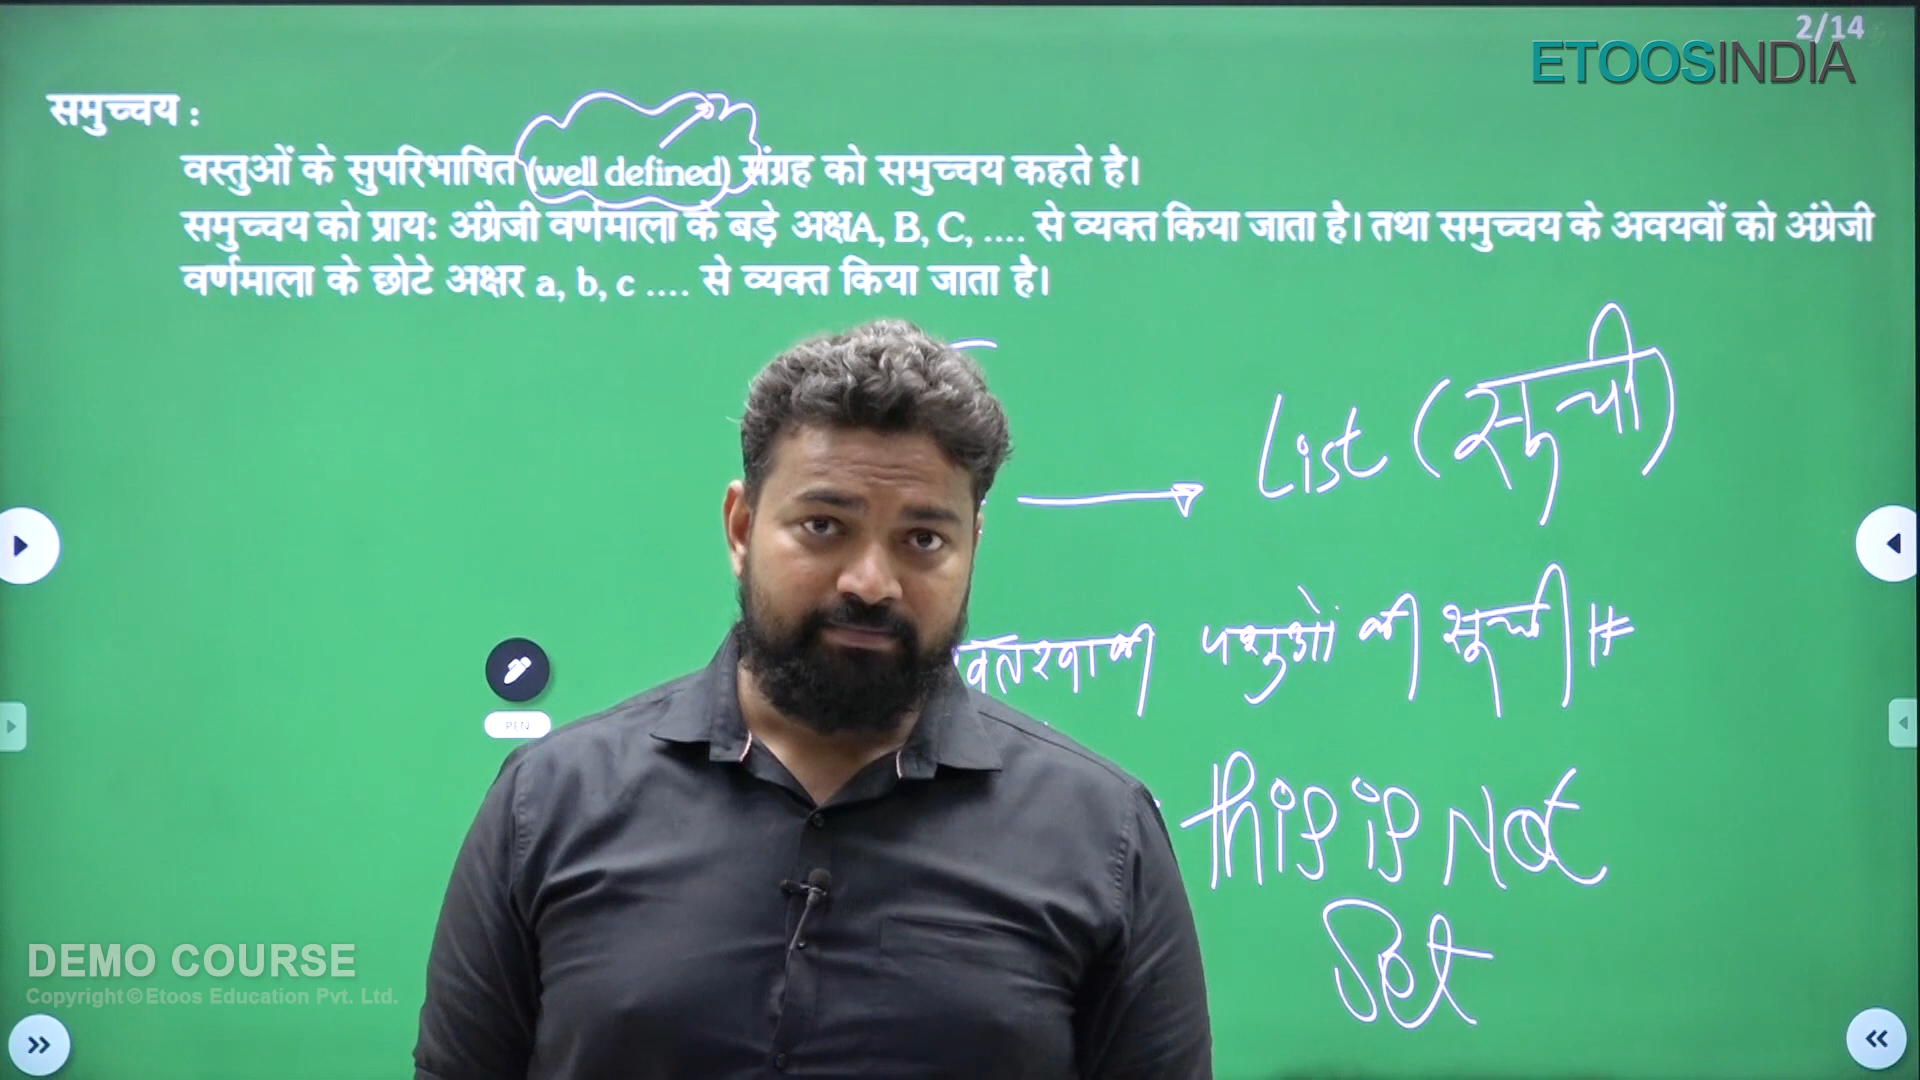 2/14
ETOOSINDIA
समुच्चय :
वस्तुओं के सुपरिभाषित (well defined) संग्रह को समुच्चय कहते है।
समुच्चय को प्रायः अंग्रेजी वर्णमाला के बड़े अक्षA, B, C, .... से व्यक्त किया जाता है। तथा समुच्चय के अवयवों को अंग्रेजी
वर्णमाला के छोटे अक्षर a, b, c .... से व्यक्त किया जाता है।
List (सूची)
पशुओं की सूची #
PEN
this is Not
Set
DEMO COURSE
Copyright © Etoos Education Pvt. Ltd.